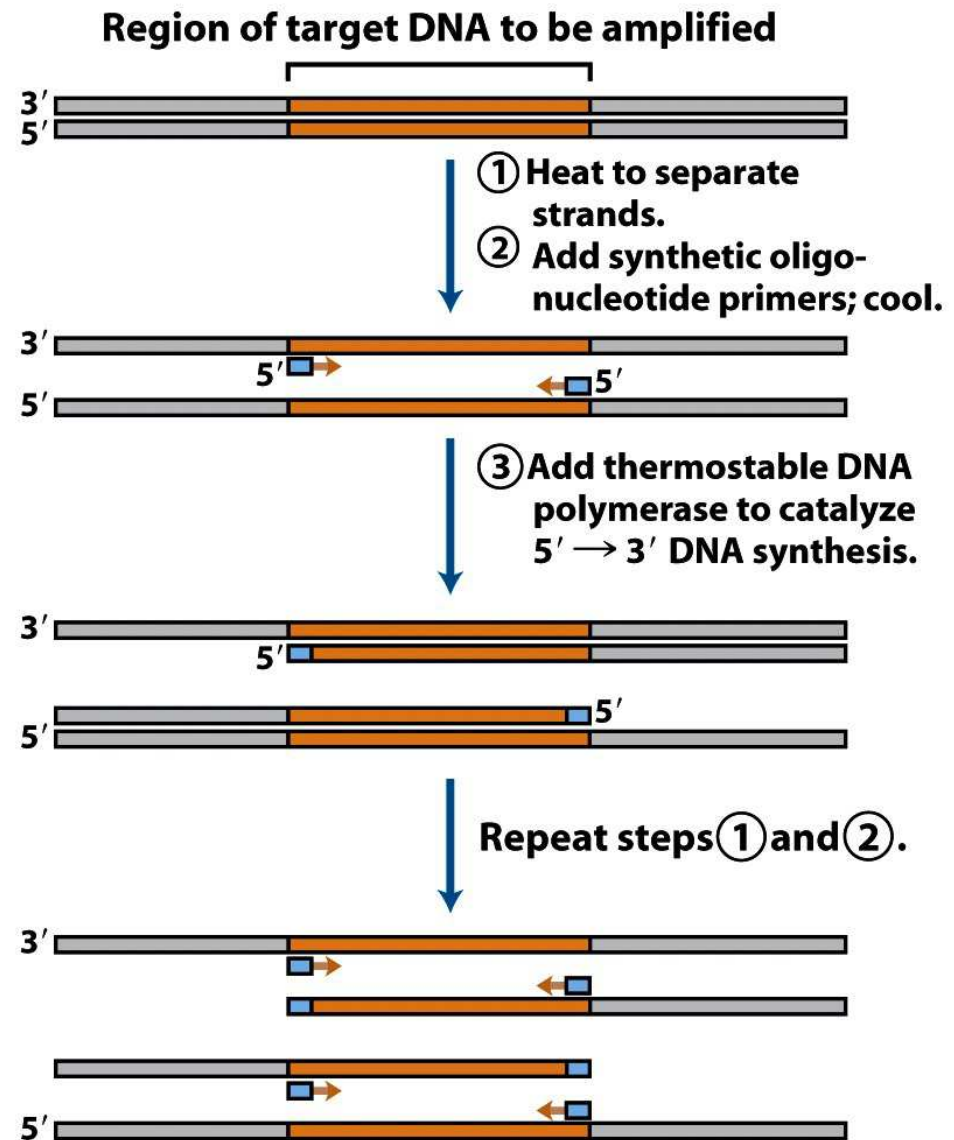 Region of target DNA to be amplified
3′
5′
① Heat to separate
strands.
② Add synthetic oligo-
nucleotide primers; cool.
3′
5′
5′
5′
③ Add thermostable DNA
polymerase to catalyze
5′ → 3′ DNA synthesis.
3′
5′
5′
5′
Repeat steps ① and ②.
3′
5′